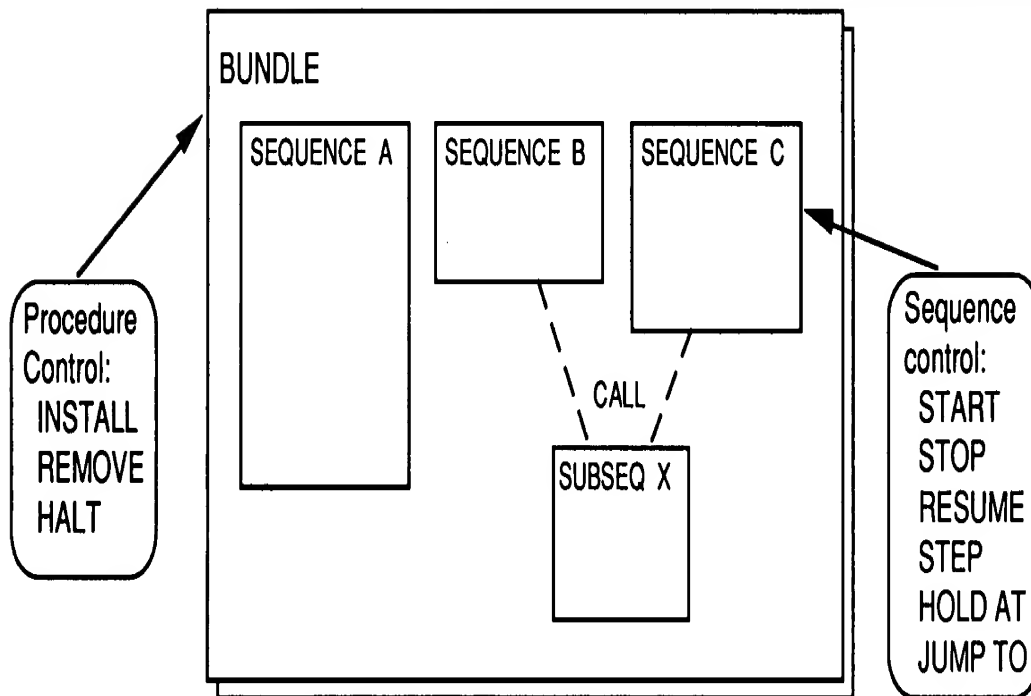 BUNDLE
SEQUENCE A
SEQUENCE B
SEQUENCE C
Procedure
Control:
INSTALL
REMOVE
HALT
CALL
SUBSEQ X
Sequence
control:
START
STOP
RESUME
STEP
HOLD AT
JUMP TO